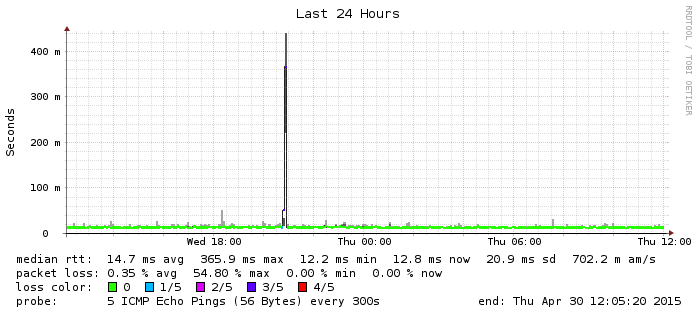 Last 24 Hours
RRDTOOL / TOBI OETIKER
Seconds
400 m
300 m
200 m
100 m
0
Wed 18:00 Thu 00:00 Thu 06:00 Thu 12:00
median rtt: 14.7 ms avg 365.9 ms max 12.2 ms min 12.8 ms now 20.9 ms sd 702.2 m am/s
packet loss: 0.35 % avg 54.80 % max 0.00 % min 0.00 % now
loss color: 0 1/5 2/5 3/5 4/5
probe: 5 ICMP Echo Pings (56 Bytes) every 300s end: Thu Apr 30 12:05:20 2015